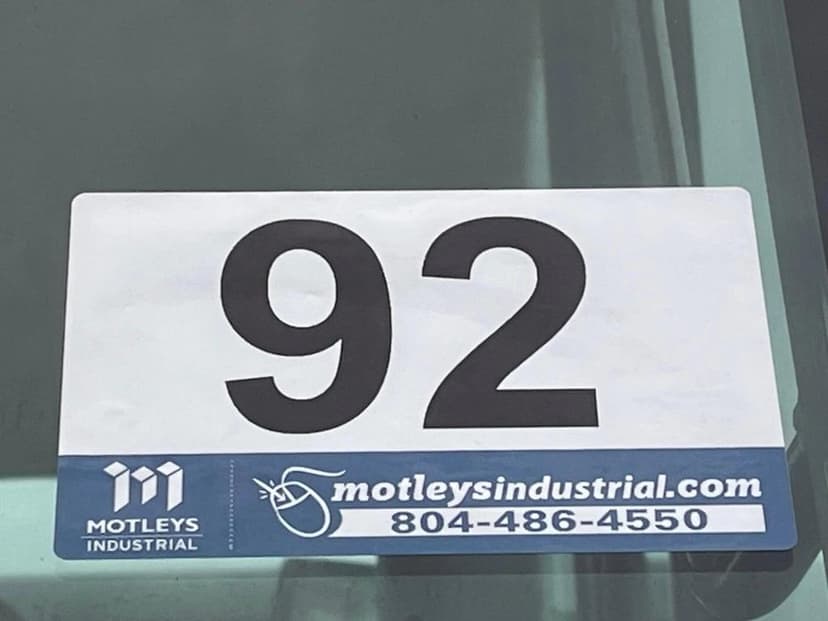 92
MOTLEYS
INDUSTRIAL
motleysindustrial.com
804-486-4550